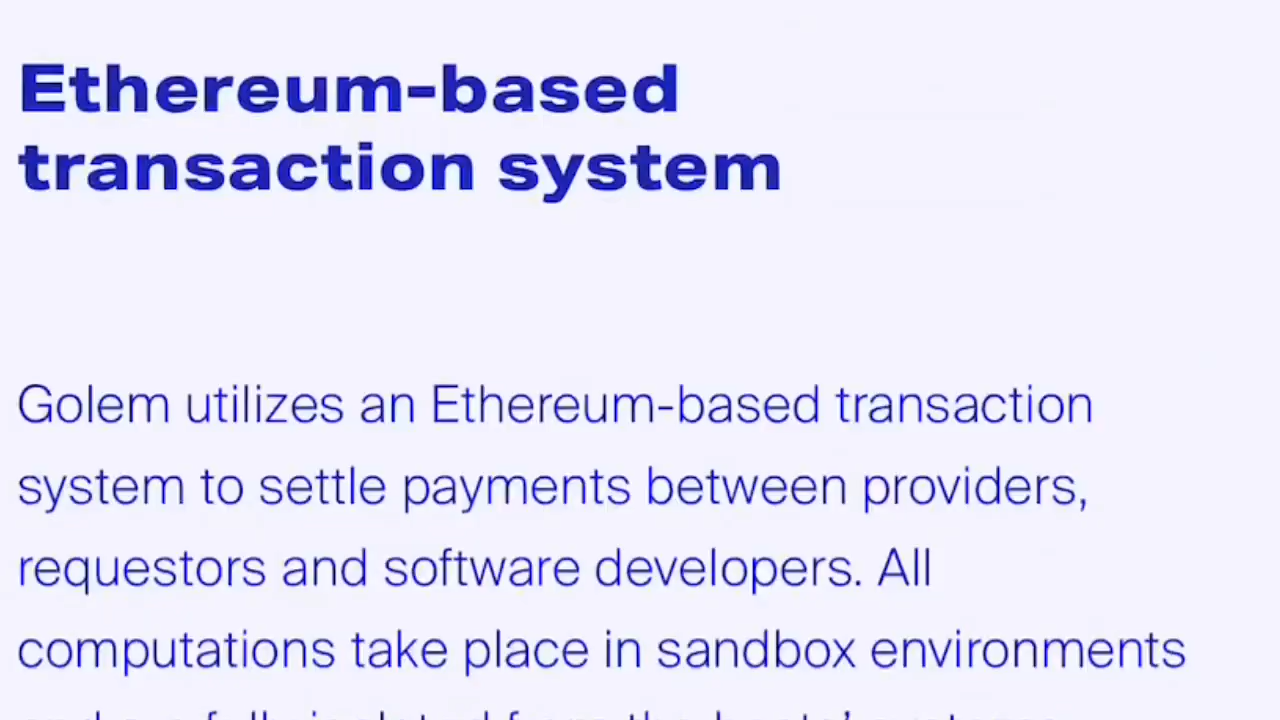 Ethereum-based
transaction system
Golem utilizes an Ethereum-based transaction
system to settle payments between providers,
requestors and software developers. All
computations take place in sandbox environments